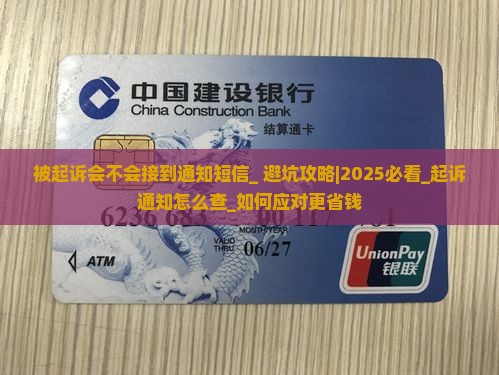 中国建设银行
China Construction Bank
结算通卡
被起诉会不会接到通知短信_ 避坑攻略|2025必看_起诉
通知怎么查_如何应对更省钱
MONTH/YEAR
VALID
THRU
06/27
ATM
UnionPay
银联